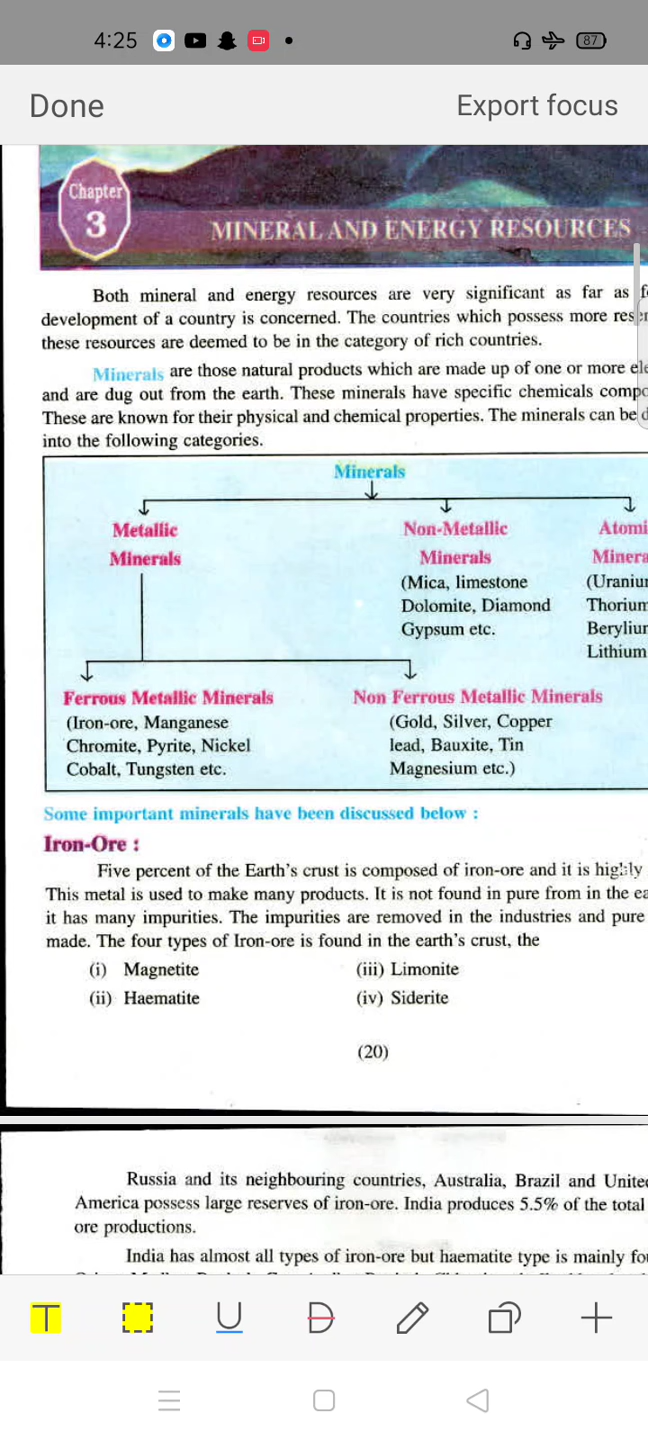 4:25
87
Done Export focus
Chapter
3
MINERAL AND ENERGY RESOURCES
Both mineral and energy resources are very significant as far as
development of a country is concerned. The countries which possess more
these resources are deemed to be in the category of rich countries.
Minerals are those natural products which are made up of one or more
and are dug out from the earth. These minerals have specific chemicals
These are known for their physical and chemical properties. The minerals can be
into the following categories.
Minerals
Metallic Non-Metallic Atomi
Minerals Minerals Minera
(Mica, limestone (Uraniu
Dolomite, Diamond Thorium
Gypsum etc. Beryliu
Lithium
Ferrous Metallic Minerals Non Ferrous Metallic Minerals
(Iron-ore, Manganese (Gold, Silver, Copper
Chromite, Pyrite, Nickel lead, Bauxite, Tin
Cobalt, Tungsten etc. Magnesium etc.)
Some important minerals have been discussed below :
Iron-Ore :
Five percent of the Earth's crust is composed of iron-ore and it is highly
This metal is used to make many products. It is not found in pure from in the
it has many impurities. The impurities are removed in the industries and pure
made. The four types of Iron-ore is found in the earth's crust, the
(i) Magnetite (iii) Limonite
(ii) Haematite (iv) Siderite
(20)
Russia and its neighbouring countries, Australia, Brazil and Unite
America possess large reserves of iron-ore. India produces 5.5% of the total
ore productions.
India has almost all types of iron-ore but haematite type is mainly